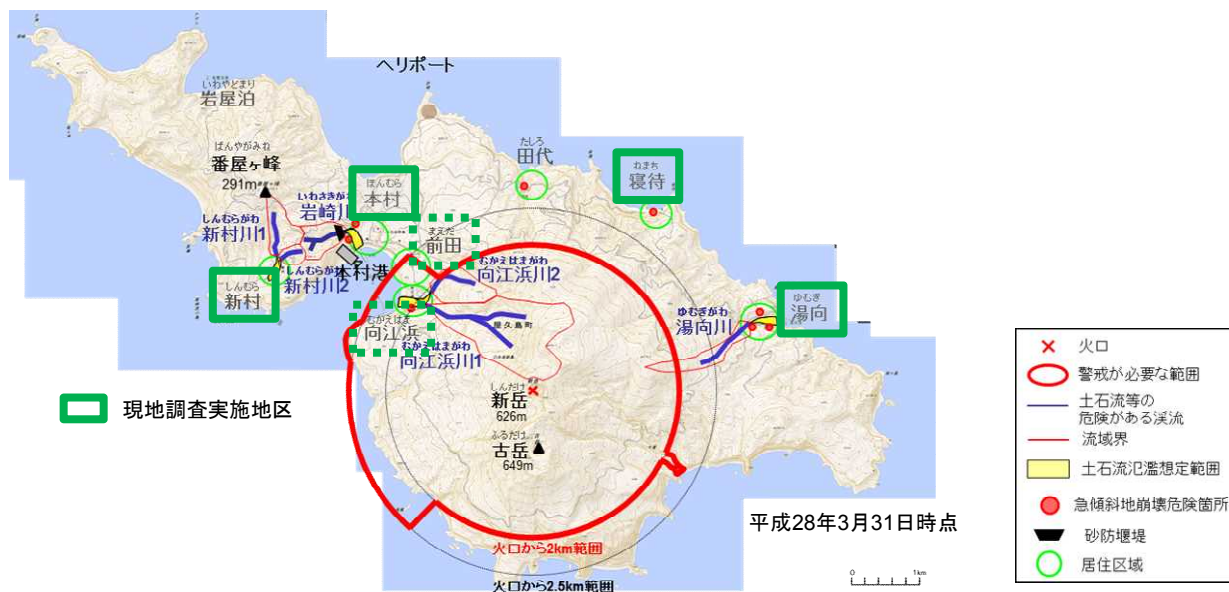 ヘリポート
いわやどまり
岩屋泊
ばんやがみね
番屋ヶ峰
291m
たしろ
田代
ねまち
寝待
ほんむら
本村
いわさきがわ
岩崎川
しんむらがわ
新村川1
まえだ
前田
本村港
しんむらがわ
新村川2
むかえはまがわ
向江浜川2
しんむら
新村
ゆむぎがわ
湯向川
ゆむぎ
湯向
屋久島町
むかえはま
向江浜
むかえはまがわ
向江浜川1
しんだけ
新岳
626m
ふるだけ
古岳
649m
現地調査実施地区
平成28年3月31日時点
火口から2km範囲
火口から2.5km範囲
0 1km
火口
警戒が必要な範囲
土石流等の
危険がある渓流
流域界
土石流氾濫想定範囲
急傾斜地崩壊危険箇所
砂防堰堤
居住区域